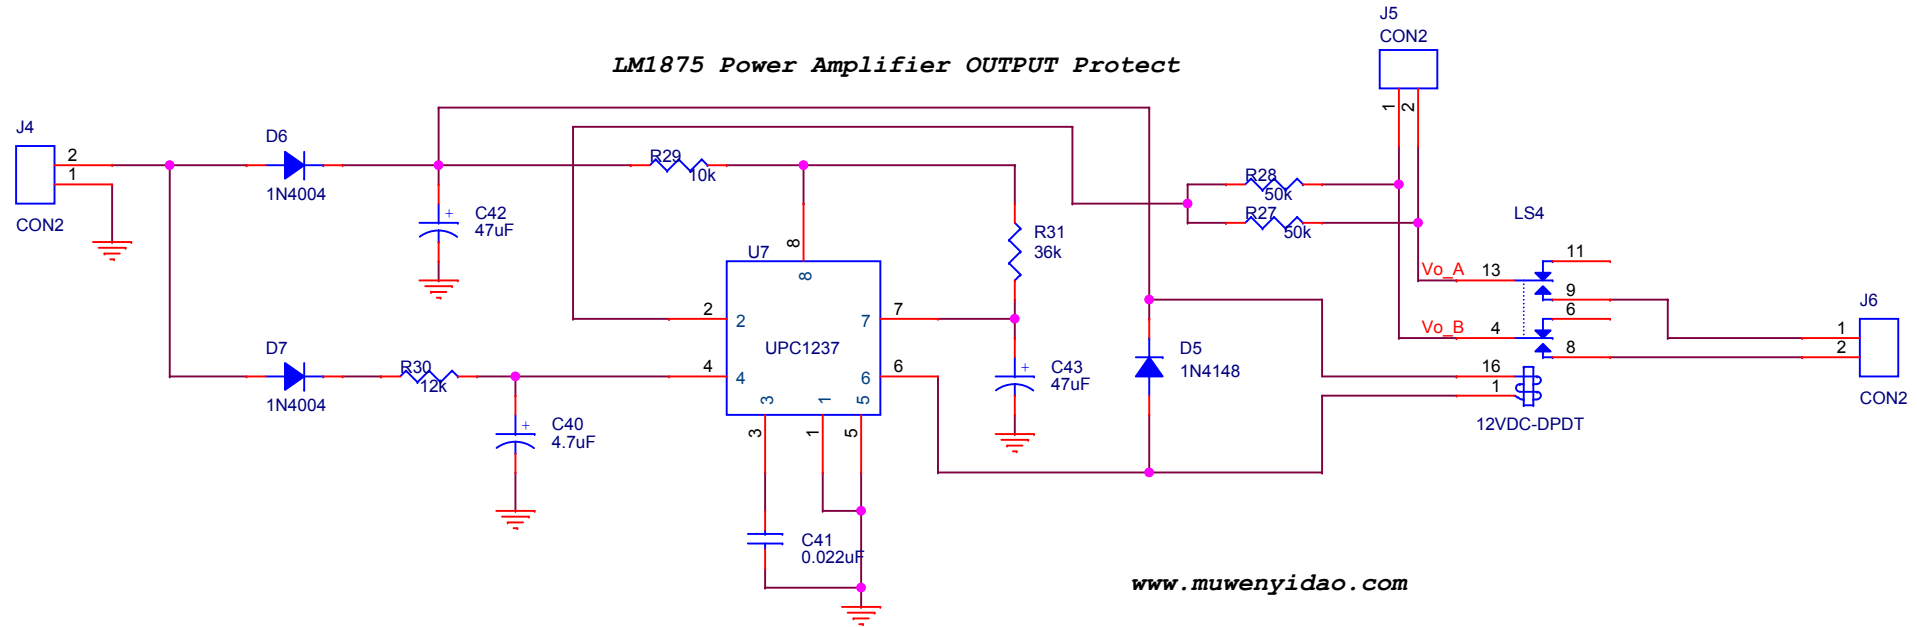 LM1875 Power Amplifier OUTPUT Protect
J5
CON2
1
2
J4
2
1
CON2
D6
1N4004
R29
10k
C42
47uF
R28
50k
R27
50k
LS4
R31
36k
8
U7
8
Vo_A
13
11
9
6
Vo_B
4
8
2
2
7
7
UPC1237
J6
1
2
CON2
D7
1N4004
R30
12k
4
4
6
6
C43
47uF
D5
1N4148
16
1
12VDC-DPDT
3
1
5
3
1
5
C40
4.7uF
C41
0.022uF
www.muwenyidao.com